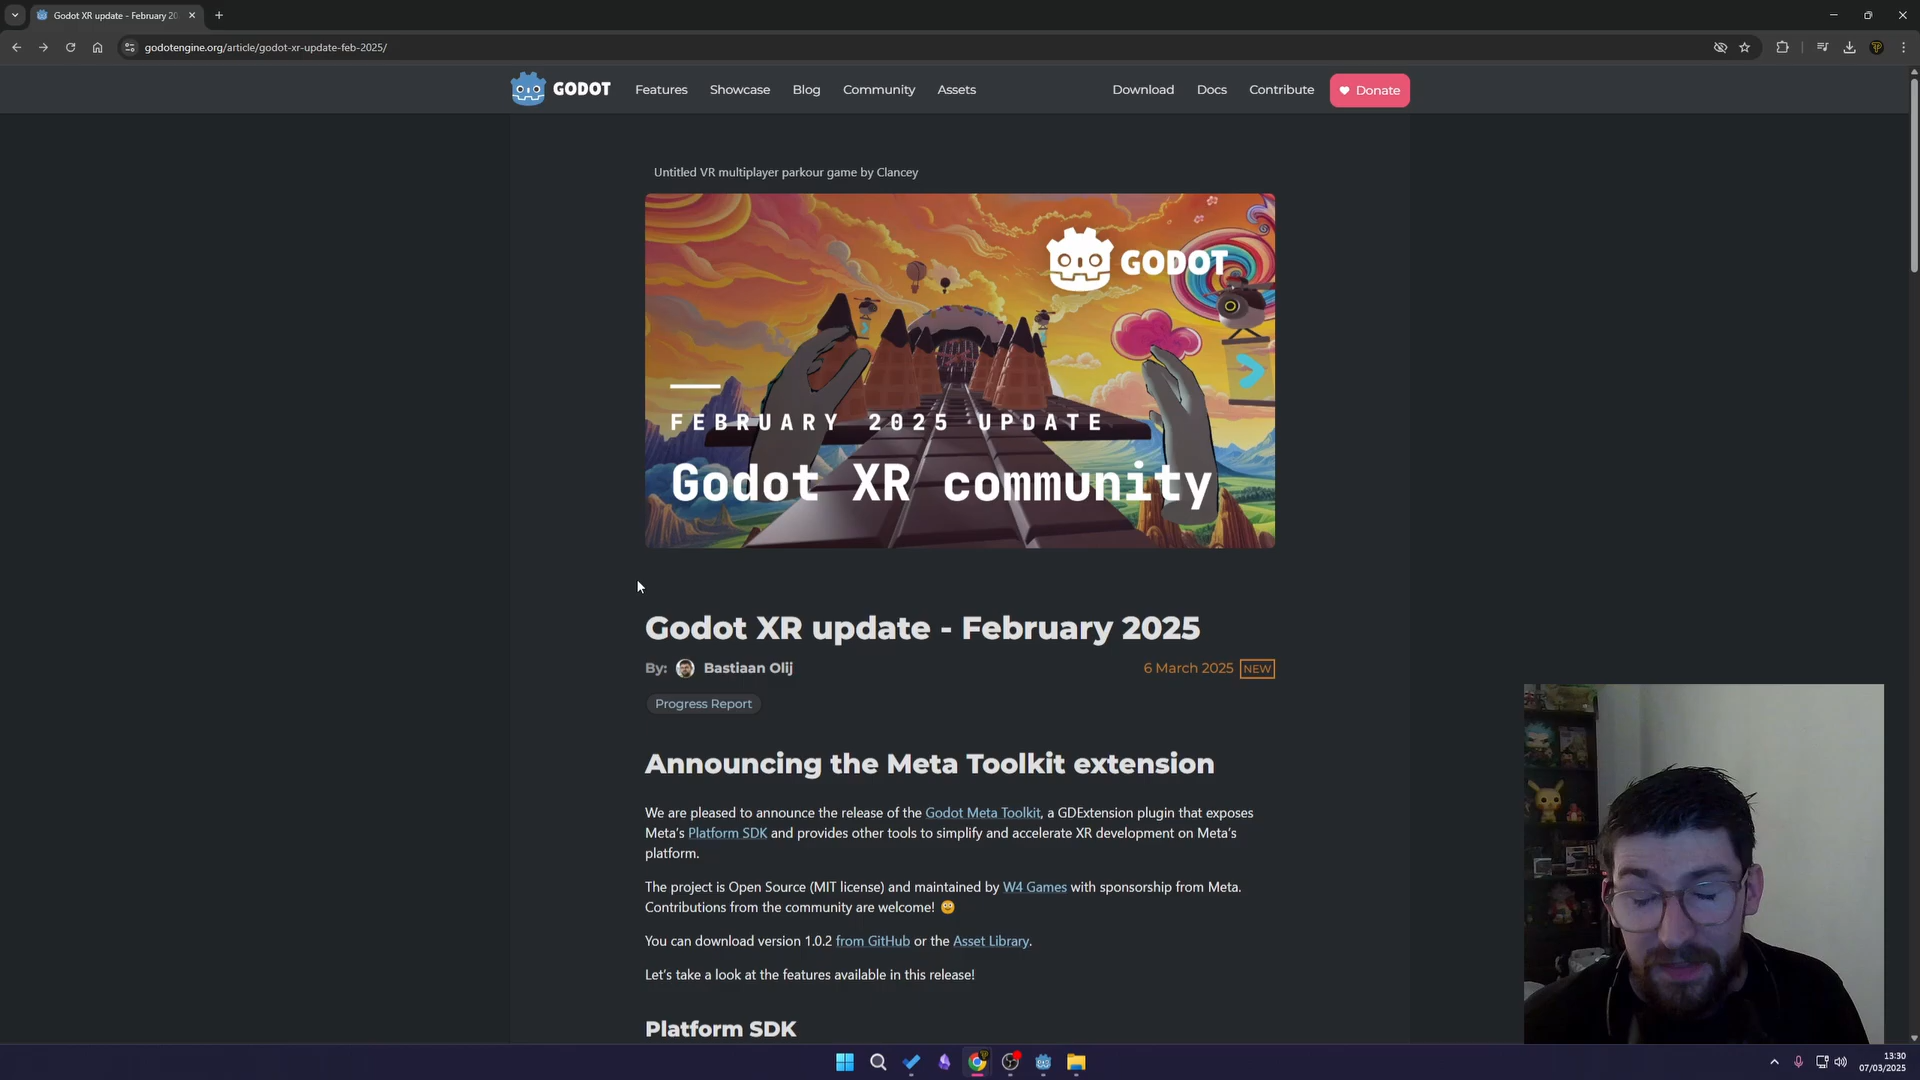 Godot XR update - February 20
godotengine.org/article/godot-xr-update-feb-2025/
GODOT
Features
Showcase
Blog
Community
Assets
Download
Docs
Contribute
Donate
Untitled VR multiplayer parkour game by Clancey
GODOT
FEBRUARY 2025 UPDATE
Godot XR community
Godot XR update - February 2025
By: Bastiaan Olij
6 March 2025 NEW
Progress Report
Announcing the Meta Toolkit extension
We are pleased to announce the release of the Godot Meta Toolkit, a GDExtension plugin that exposes
Meta's Platform SDK and provides other tools to simplify and accelerate XR development on Meta's
platform.
The project is Open Source (MIT license) and maintained by W4 Games with sponsorship from Meta.
Contributions from the community are welcome! 😀
You can download version 1.0.2 from GitHub or the Asset Library.
Let's take a look at the features available in this release!
Platform SDK
13:30
07/03/2025